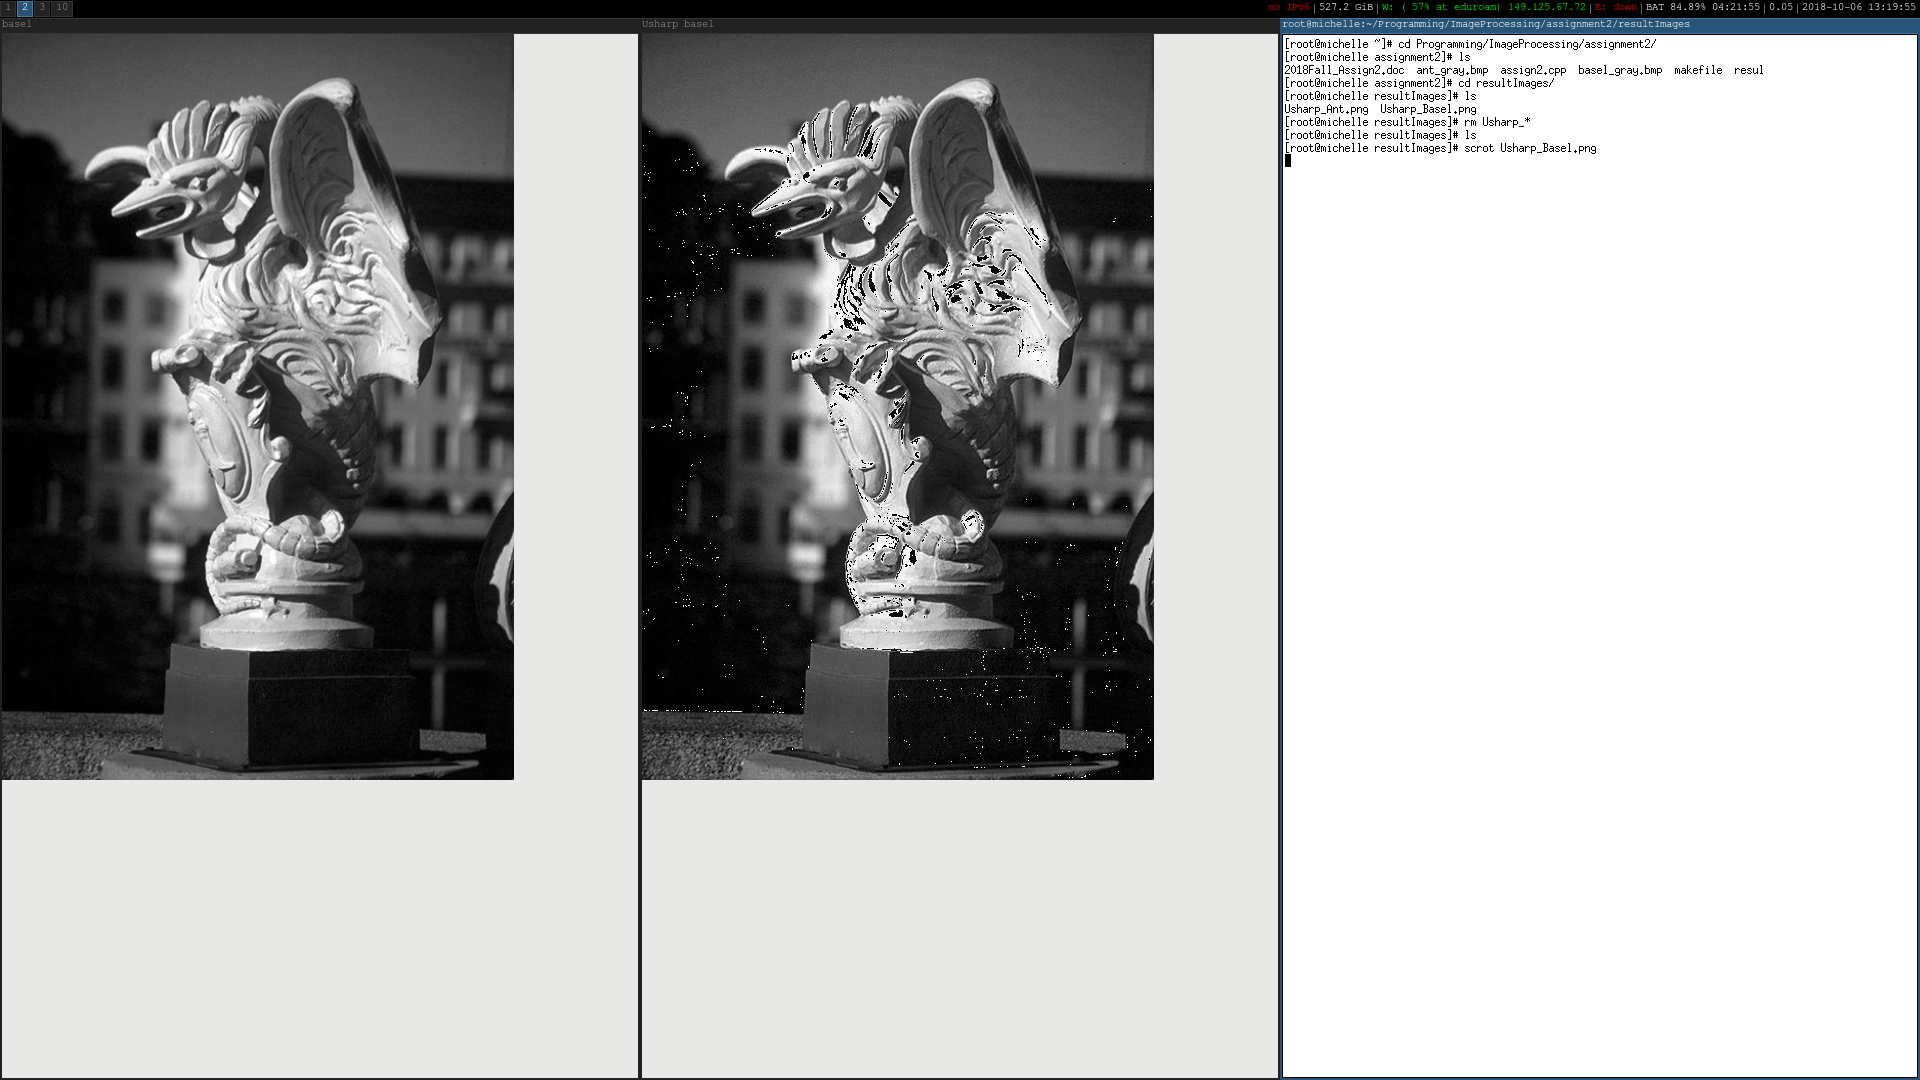 1 2 3 10
no IPv6|527.2 GiB|W: ( 57% at eduroam) 149.125.67.72|E: down|BAT 84.89% 04:21:55|0.05|2018-10-06 13:19:55
basel
Usharp basel
root@michelle:~/Programming/ImageProcessing/assignment2/resultImages
[root@michelle ~]# cd Programming/ImageProcessing/assignment2/
[root@michelle assignment2]# ls
2018Fall_Assign2.doc ant_gray.bmp assign2.cpp basel_gray.bmp makefile resul
[root@michelle assignment2]# cd resultImages/
[root@michelle resultImages]# ls
Usharp_Ant.png Usharp_Basel.png
[root@michelle resultImages]# rm Usharp_*
[root@michelle resultImages]# ls
[root@michelle resultImages]# scrot Usharp_Basel.png